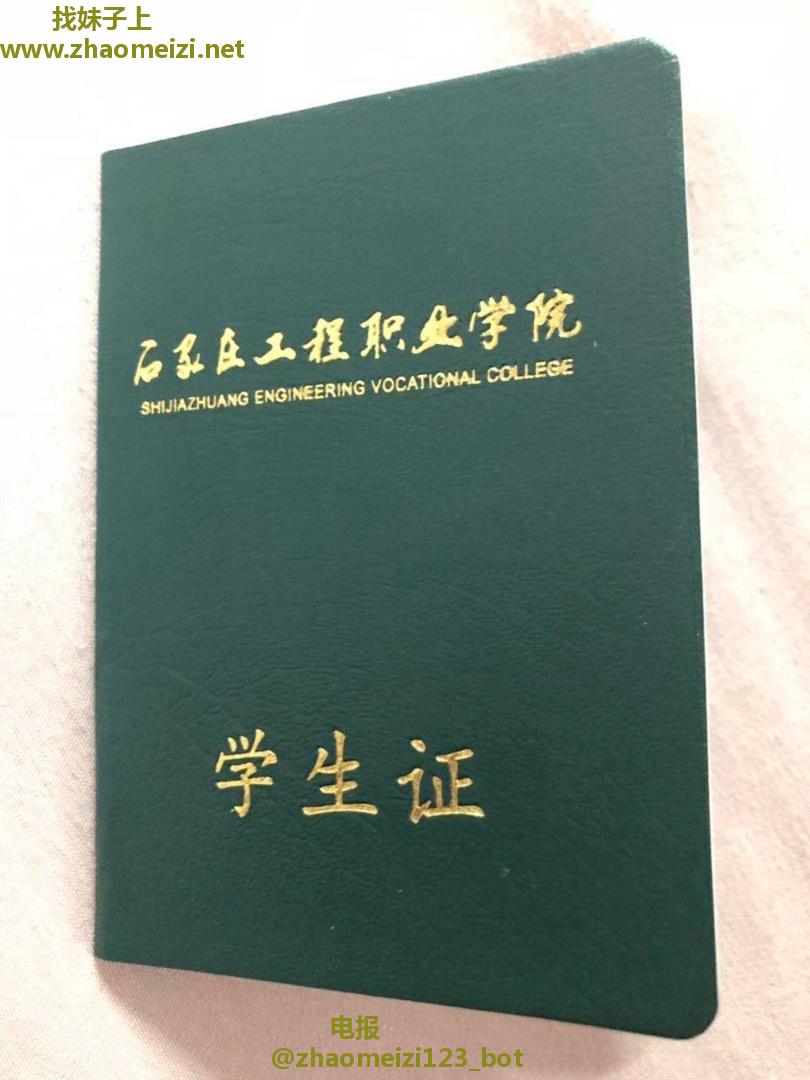 找妹子上
www.zhaomeizi.net
石家庄工程职业学院
SHIJIAZHUANG ENGINEERING VOCATIONAL COLLEGE
学生证
电报
@zhaomeizi123_bot